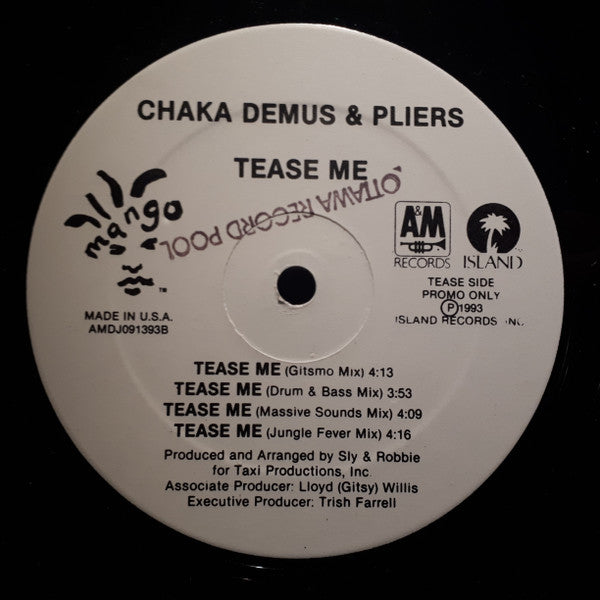 CHAKA DEMUS & PLIERS
TEASE ME
OTTAWA RECORD POOL
mango
TM
A&M
RECORDS
ISLAND
MADE IN U.S.A.
AMDJ091393B
TEASE SIDE
PROMO ONLY
Ⓟ1993
ISLAND RECORDS INC.
TEASE ME (Gitsmo Mix) 4:13
TEASE ME (Drum & Bass Mix) 3:53
TEASE ME (Massive Sounds Mix) 4:09
TEASE ME (Jungle Fever Mix) 4:16
Produced and Arranged by Sly & Robbie
for Taxi Productions, Inc.
Associate Producer: Lloyd (Gitsy) Willis
Executive Producer: Trish Farrell